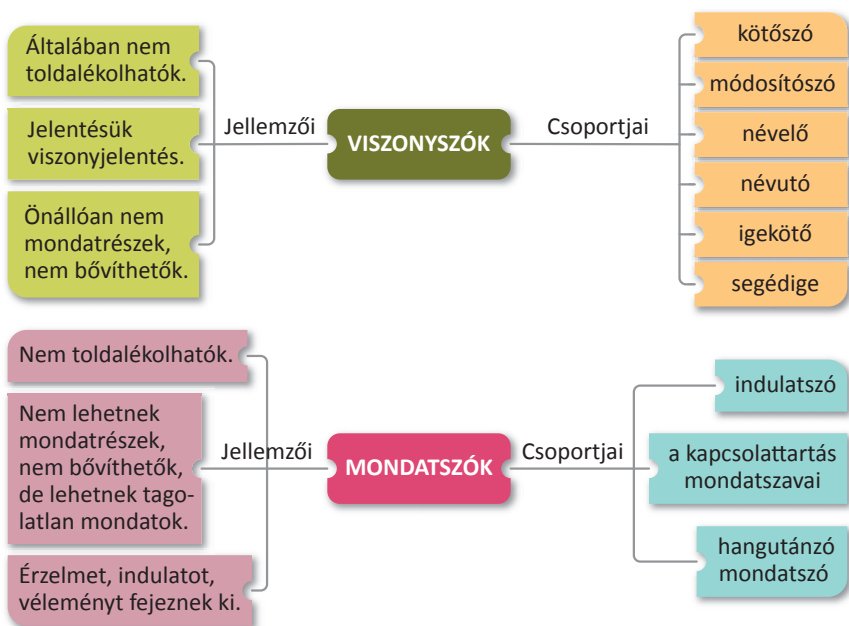 Általában nem
toldalékolhatók.
Jelentésük
viszonyjelentés.
Önállóan nem
mondatrészek,
nem bővíthetők.
Jellemzői
VISZONYSZÓK
Csoportjai
kötőszó
módosítószó
névelő
névutó
igekötő
segédige
Nem toldalékolhatók.
Nem lehetnek
mondatrészek,
nem bővíthetők,
de lehetnek tago-
latlan mondatok.
Érzelmet, indulatot,
véleményt fejeznek ki.
Jellemzői
MONDATSZÓK
Csoportjai
indulatszó
a kapcsolattartás
mondatszavai
hangutánzó
mondatszó